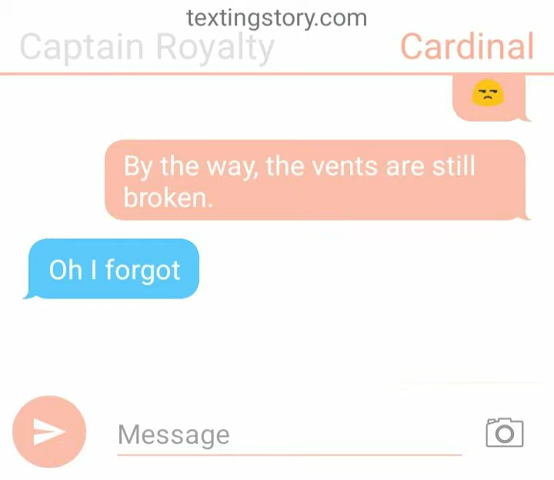 textingstory.com
Captain Royalty
Cardinal
By the way, the vents are still
broken.
Oh I forgot
Message